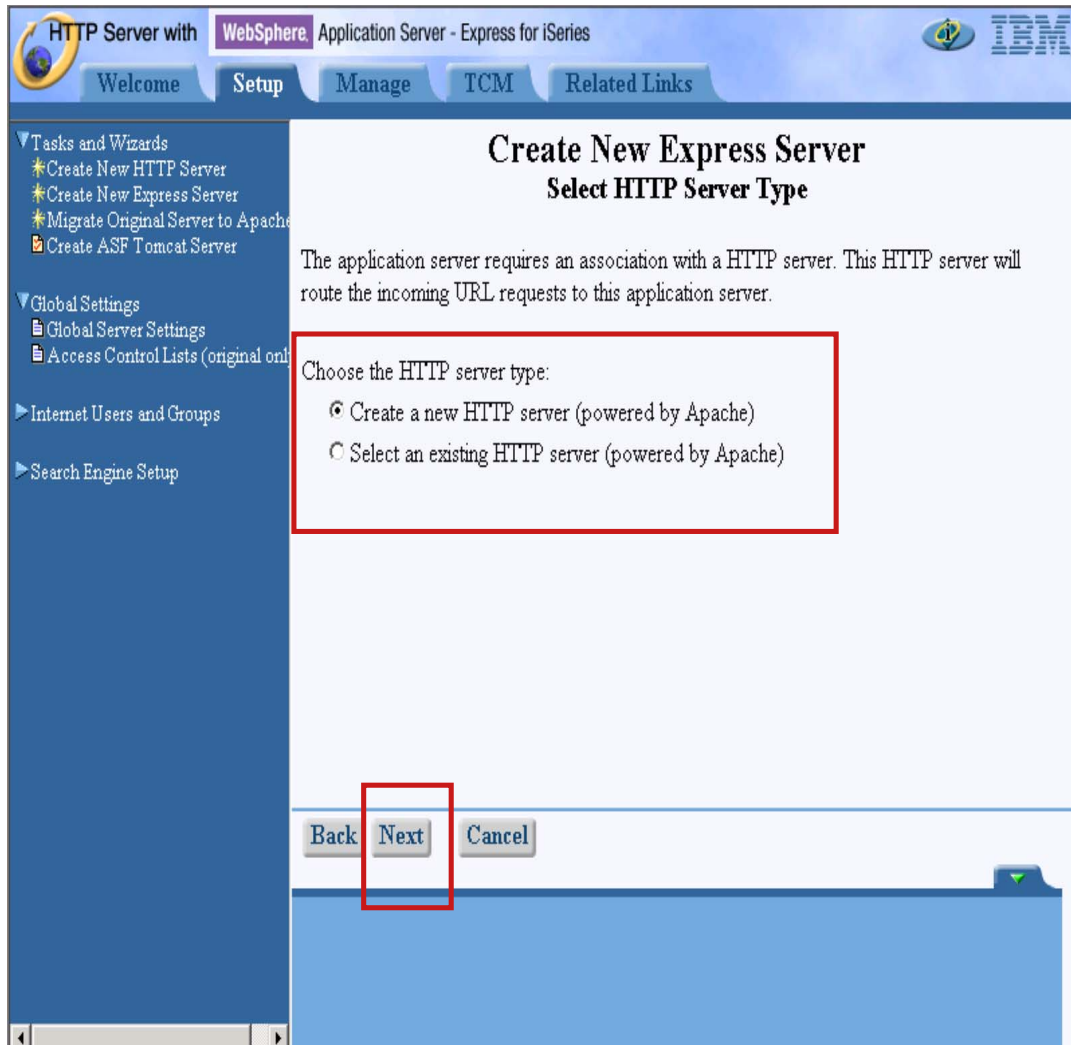 HTTP Server with WebSphere Application Server - Express for iSeries
IBM
Welcome Setup Manage TCM Related Links
Tasks and Wizards
Create New HTTP Server
Create New Express Server
Migrate Original Server to Apache
Create ASF Tomcat Server
Global Settings
Global Server Settings
Access Control Lists (original onl
Internet Users and Groups
Search Engine Setup
Create New Express Server
Select HTTP Server Type
The application server requires an association with a HTTP server. This HTTP server will
route the incoming URL requests to this application server.
Choose the HTTP server type:
Create a new HTTP server (powered by Apache)
Select an existing HTTP server (powered by Apache)
Back Next Cancel